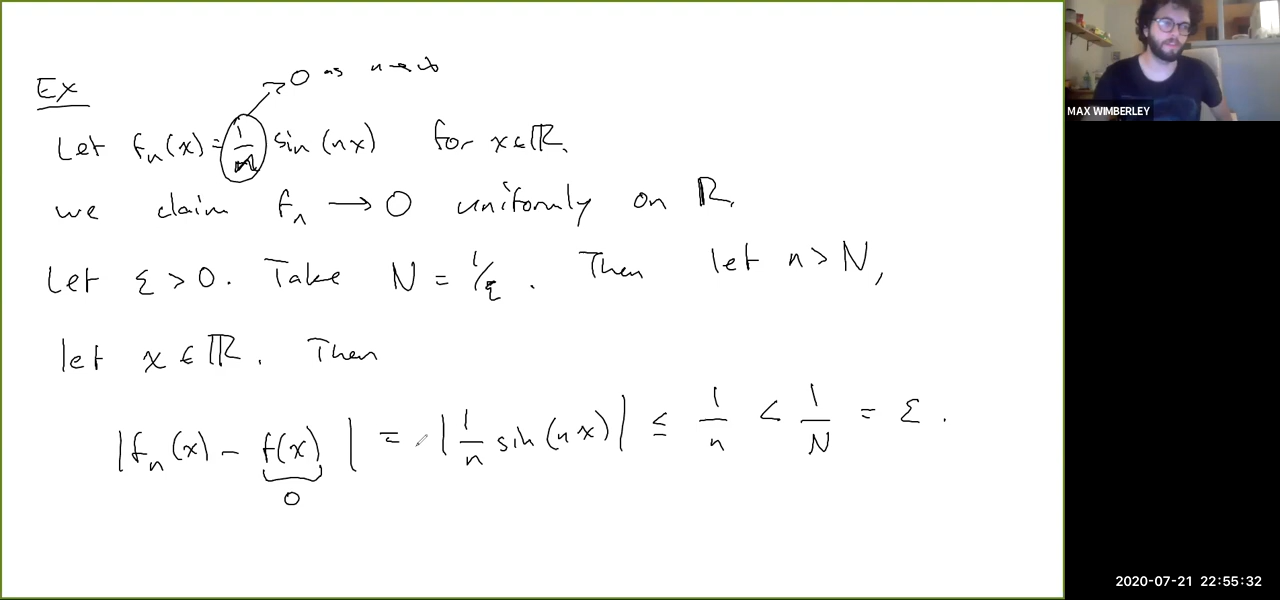 → 0 as n→∞
Ex
Let fₙ(x) = 1/n sin(nx) for x∈ℝ.
we claim fₙ → 0 uniformly on ℝ.
Let ε > 0. Take N = 1/ε. Then let n > N,
let x ∈ ℝ. Then
|fₙ(x) - f(x)| = |1/n sin(nx)| ≤ 1/n < 1/N = ε.
0
MAX WIMBERLEY
2020-07-21 22:55:32